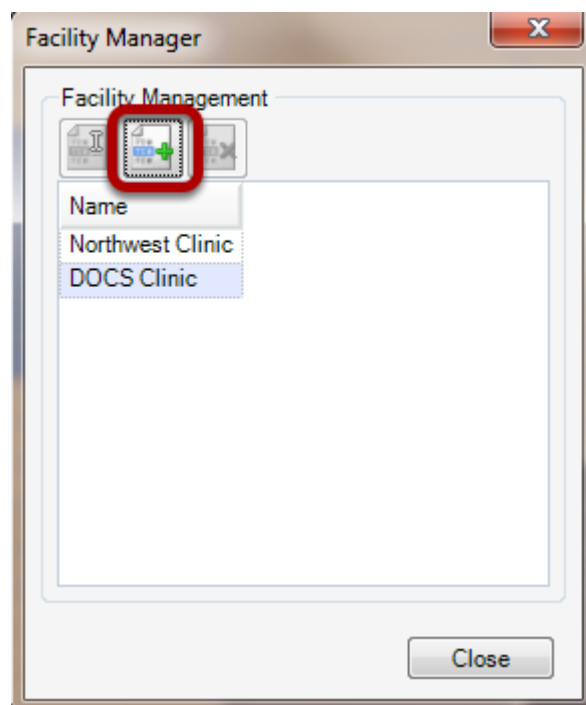 Facility Manager
Facility Management
Name
Northwest Clinic
DOCS Clinic
Close